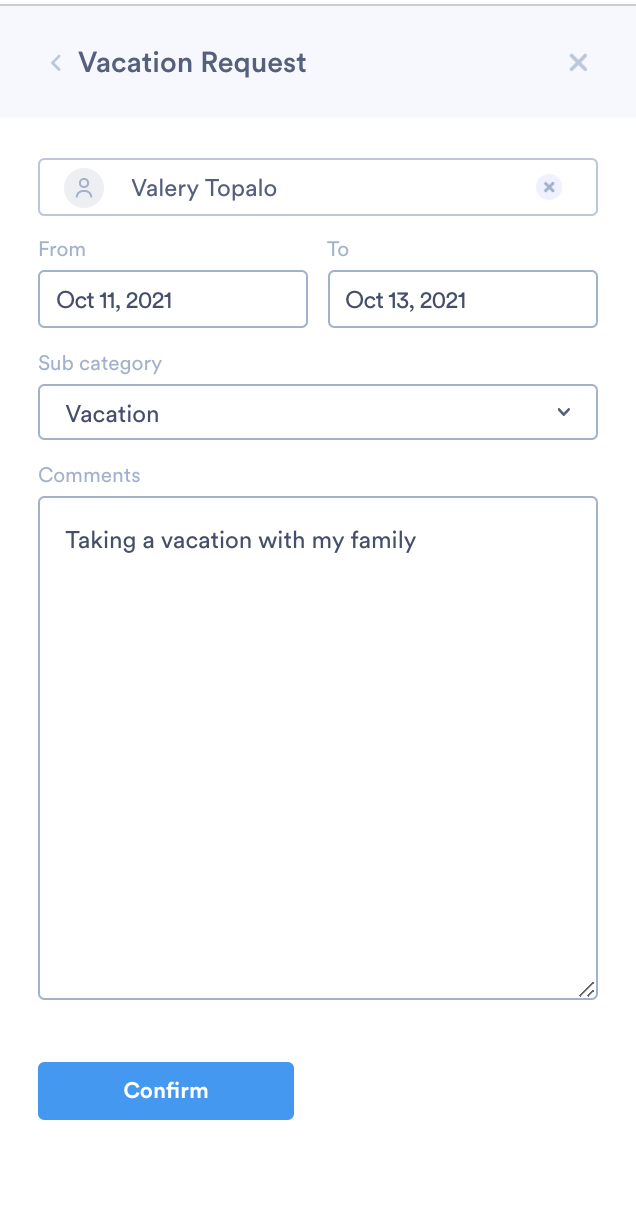 Vacation Request
Valery Topalo
From
To
Oct 11, 2021
Oct 13, 2021
Sub category
Vacation
Comments
Taking a vacation with my family
Confirm